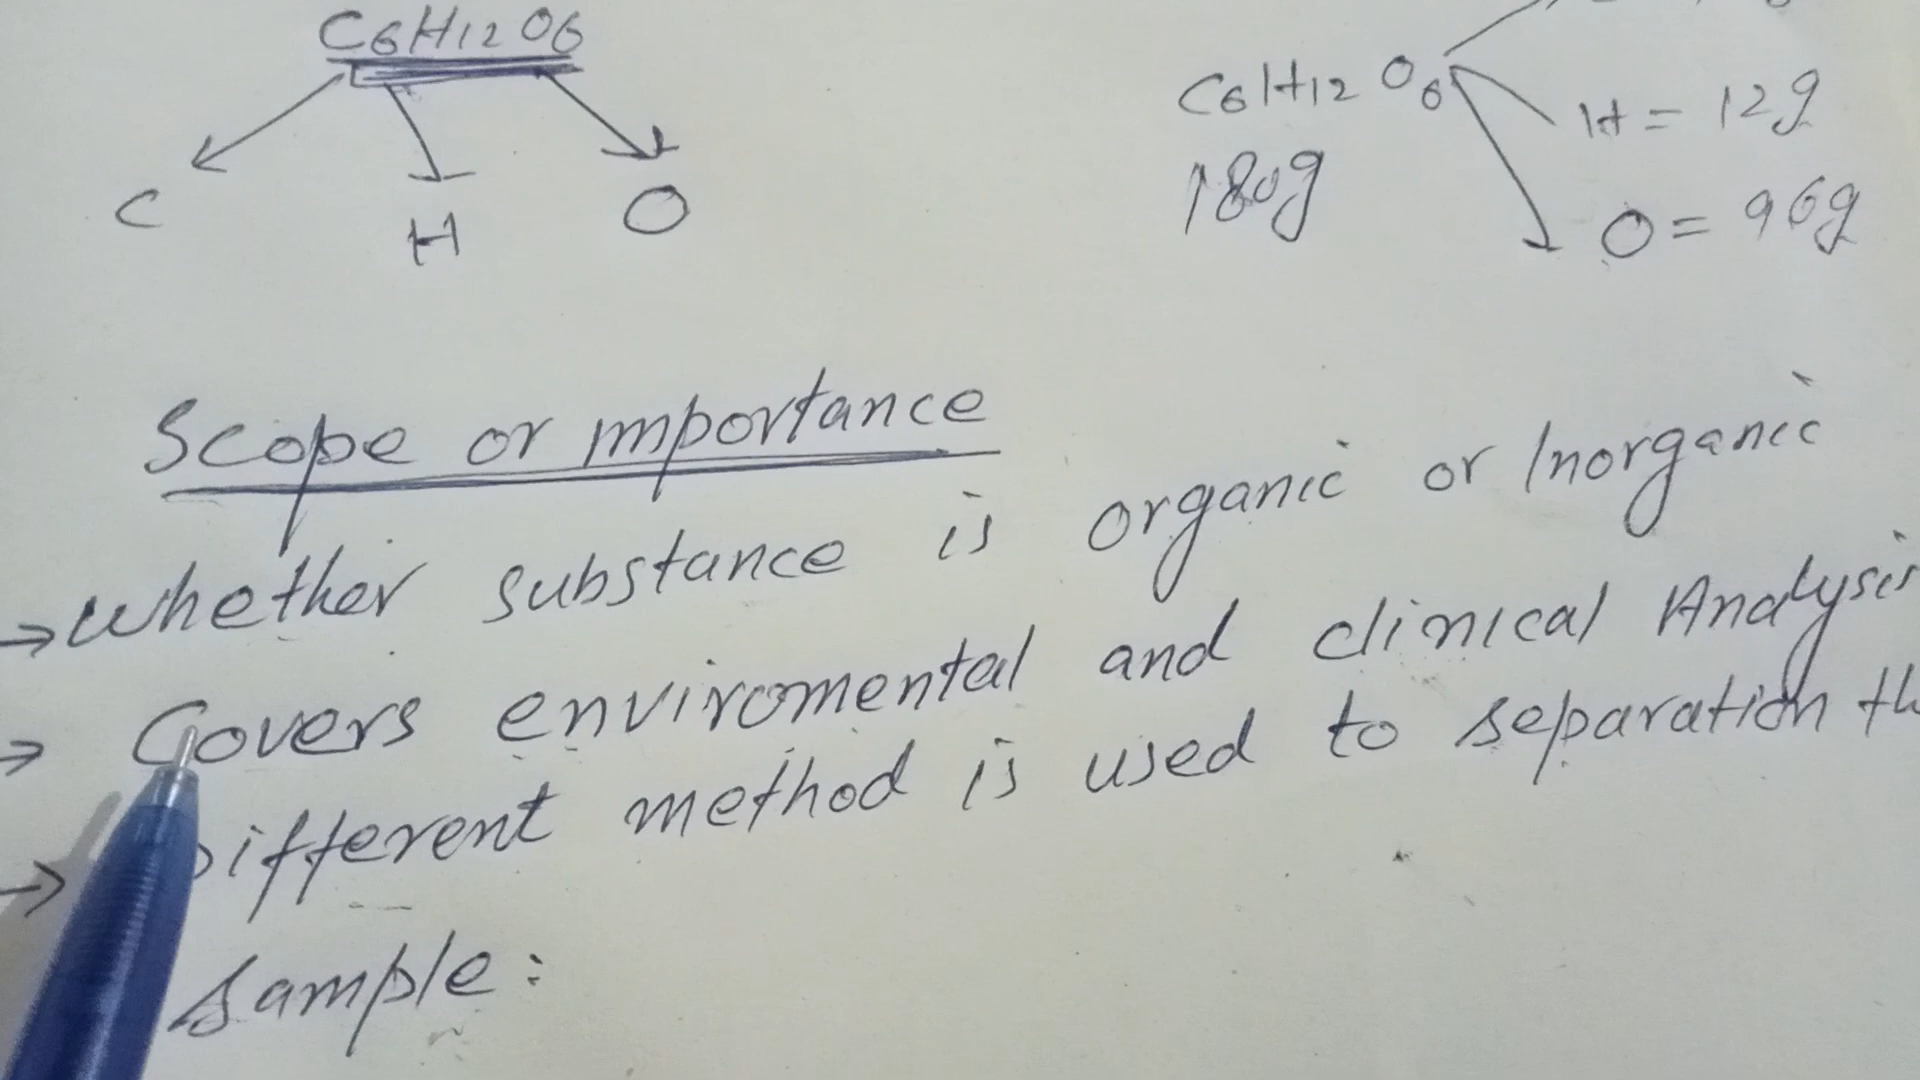 C6H12O6
C H O
C6H12O6
H = 12g
180g
O = 96g
Scope or importance
→ whether substance is organic or Inorganic
→ Covers enviromental and clinical Analysis
→ Different method is used to separation th
sample: